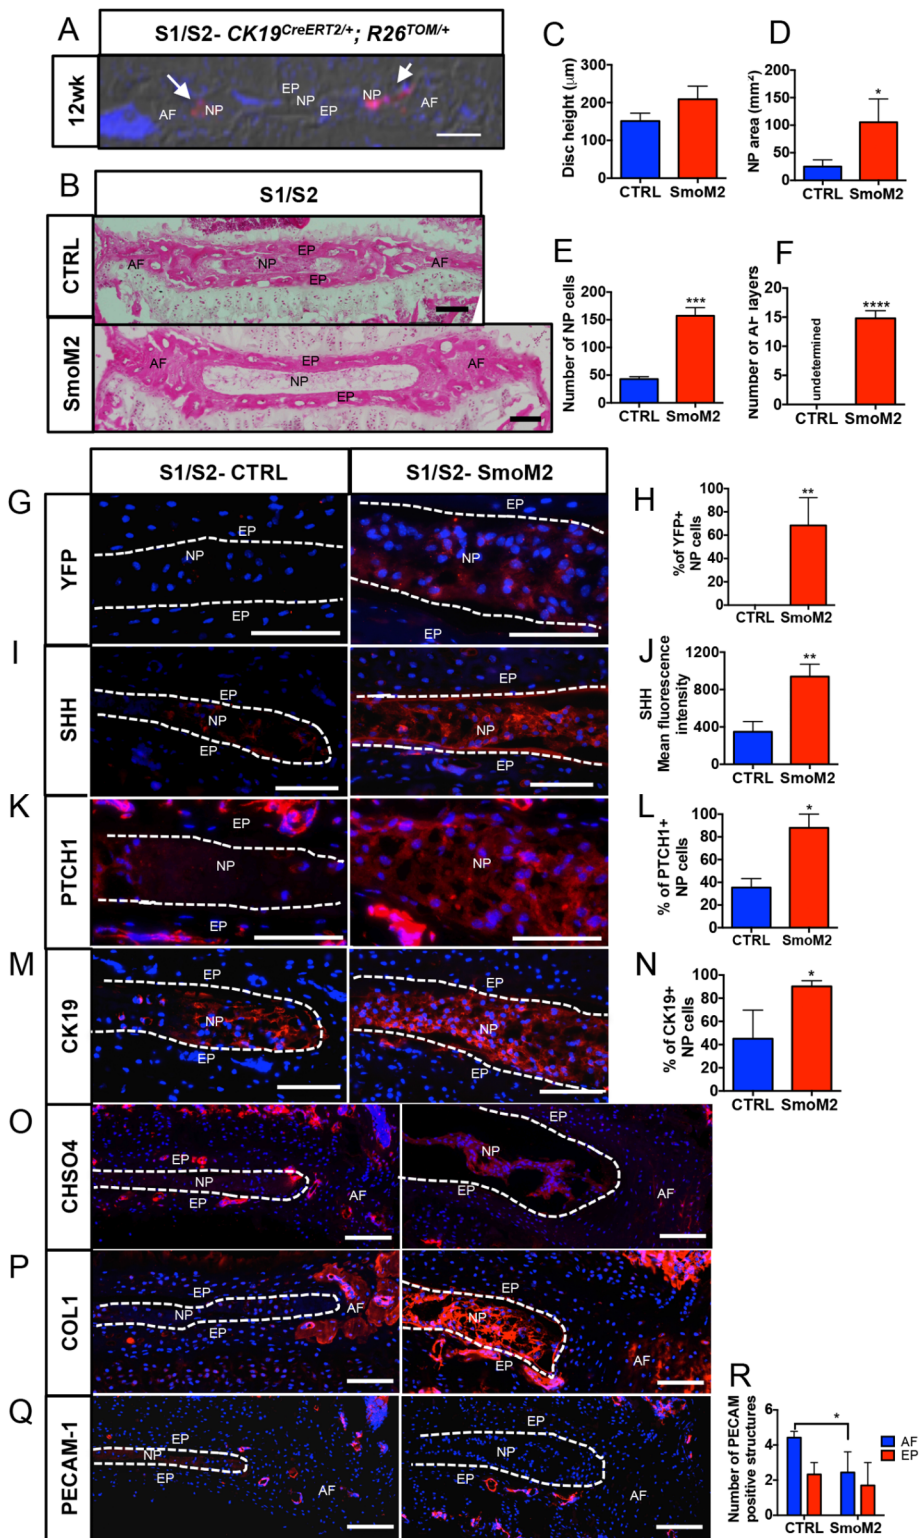 A
S1/S2- CK19CreERT2/+; R26TOM/+
12wk
AF
NP
EP
NP
EP
NP
AF
B
S1/S2
CTRL
AF
NP
EP
EP
AF
SmoM2
AF
EP
NP
EP
AF
C
Disc height (μm)
300
200
100
0
CTRL SmoM2
D
NP area (mm2)
200
150
100
50
0
*
CTRL SmoM2
E
Number of NP cells
200
150
100
50
0
***
CTRL SmoM2
F
Number of AF layers
20
15
10
5
0
undetemined
****
CTRL SmoM2
S1/S2- CTRL
S1/S2- SmoM2
G
YFP
EP
NP
EP
EP
NP
EP
H
%of YFP+
NP cells
100
80
60
40
20
0
**
CTRL SmoM2
I
SHH
EP
NP
EP
EP
NP
EP
J
SHH
Mean fluorescence
intensity
1200
800
400
0
**
CTRL SmoM2
K
PTCH1
EP
NP
EP
NP
L
% of PTCH1+
NP cells
100
80
60
40
20
0
*
CTRL SmoM2
M
CK19
EP
NP
EP
EP
NP
EP
N
% of CK19+
NP cells
100
80
60
40
20
0
*
CTRL SmoM2
O
CHSO4
EP
NP
EP
AF
EP
NP
EP
AF
P
COL1
EP
NP
EP
AF
EP
NP
EP
AF
Q
PECAM-1
EP
NP
EP
AF
EP
NP
EP
AF
R
Number of PECAM
positive structures
6
4
2
0
*
AF
EP
CTRL SmoM2